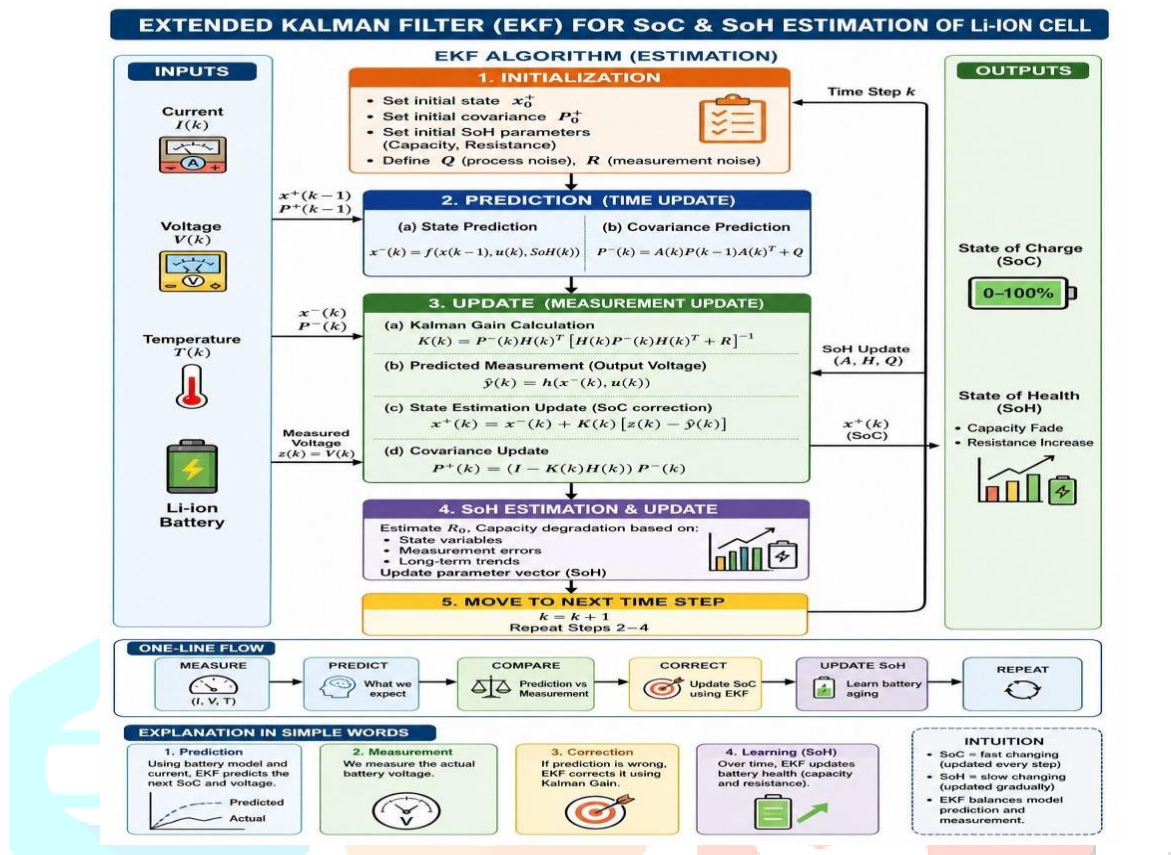 EXTENDED KALMAN FILTER (EKF) FOR SoC & SoH ESTIMATION OF Li-ION CELL
INPUTS
Current
I(k)
A
Voltage
V(k)
V
Temperature
T(k)
Li-ion
Battery
EKF ALGORITHM (ESTIMATION)
1. INITIALIZATION
• Set initial state x₀⁺
• Set initial covariance P₀⁺
• Set initial SoH parameters
(Capacity, Resistance)
• Define Q (process noise), R (measurement noise)
x⁺(k−1)
P⁺(k−1)
2. PREDICTION (TIME UPDATE)
(a) State Prediction
x⁻(k) = f(x(k−1), u(k), SoH(k))
(b) Covariance Prediction
P⁻(k) = A(k)P(k−1)A(k)ᵀ + Q
x⁻(k)
P⁻(k)
3. UPDATE (MEASUREMENT UPDATE)
(a) Kalman Gain Calculation
K(k) = P⁻(k)H(k)ᵀ [H(k)P⁻(k)H(k)ᵀ + R]⁻¹
(b) Predicted Measurement (Output Voltage)
ŷ(k) = h(x⁻(k), u(k))
(c) State Estimation Update (SoC correction)
x⁺(k) = x⁻(k) + K(k) [z(k) − ŷ(k)]
(d) Covariance Update
P⁺(k) = (I − K(k)H(k)) P⁻(k)
Measured
Voltage
z(k) = V(k)
4. SoH ESTIMATION & UPDATE
Estimate R₀, Capacity degradation based on:
• State variables
• Measurement errors
• Long-term trends
Update parameter vector (SoH)
5. MOVE TO NEXT TIME STEP
k = k + 1
Repeat Steps 2−4
Time Step k
SoH Update
(A, H, Q)
x⁺(k)
(SoC)
OUTPUTS
State of Charge
(SoC)
0–100%
State of Health
(SoH)
• Capacity Fade
• Resistance Increase
ONE-LINE FLOW
MEASURE
(I, V, T)
PREDICT
What we
expect
COMPARE
Prediction vs
Measurement
CORRECT
Update SoC
using EKF
UPDATE SoH
Learn battery
aging
REPEAT
EXPLANATION IN SIMPLE WORDS
1. Prediction
Using battery model and
current, EKF predicts the
next SoC and voltage.
Predicted
Actual
2. Measurement
We measure the actual
battery voltage.
V
3. Correction
If prediction is wrong,
EKF corrects it using
Kalman Gain.
4. Learning (SoH)
Over time, EKF updates
battery health (capacity
and resistance).
INTUITION
• SoC = fast changing
(updated every step)
• SoH = slow changing
(updated gradually)
• EKF balances model
prediction and
measurement.